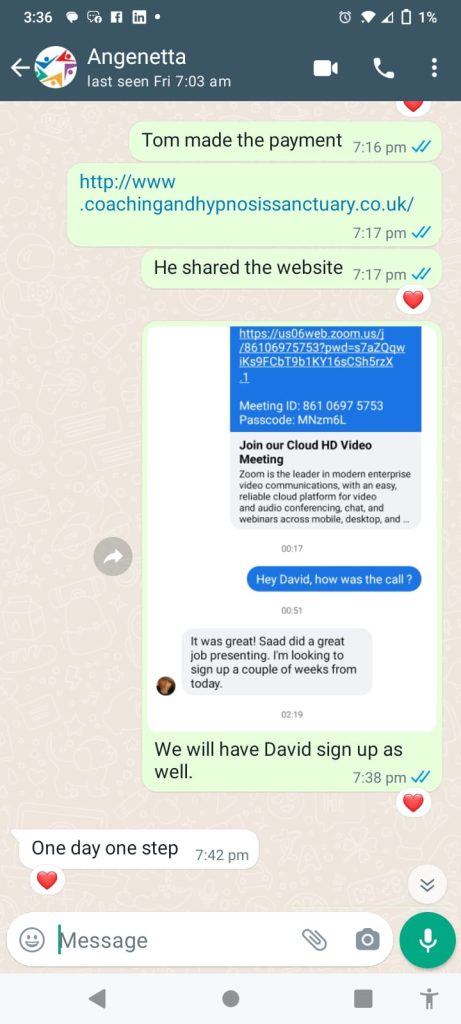 3:36
1%
Angenetta
last seen Fri 7:03 am
Tom made the payment 7:16 pm
http://www
.coachingandhypnosissanctuary.co.uk/
7:17 pm
He shared the website 7:17 pm
https://us06web.zoom.us/j
/86106975753?pwd=s7aZQqw
iKs9FCbT9b1KY16sCSh5rzX
.1
Meeting ID: 861 0697 5753
Passcode: MNzm6L
Join our Cloud HD Video
Meeting
Zoom is the leader in modern enterprise
video communications, with an easy,
reliable cloud platform for video
and audio conferencing, chat, and
webinars across mobile, desktop, and ...
00:17
Hey David, how was the call ?
00:51
It was great! Saad did a great
job presenting. I'm looking to
sign up a couple of weeks from
today.
02:19
We will have David sign up as
well.
7:38 pm
One day one step 7:42 pm
Message